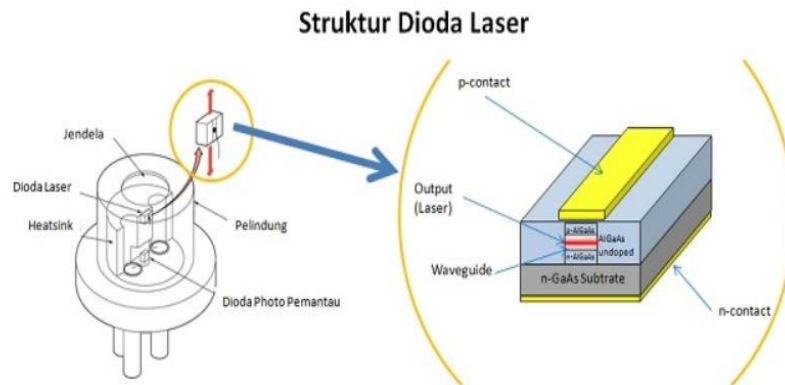 Struktur Dioda Laser
Jendela
Dioda Laser
Heatsink
Pelindung
Dioda Photo Pemantau
p-contact
Output
(Laser)
Waveguide
p-AlGaAs
AlGaAs
undoped
n-AlGaAs
n-GaAs Subtrate
n-contact